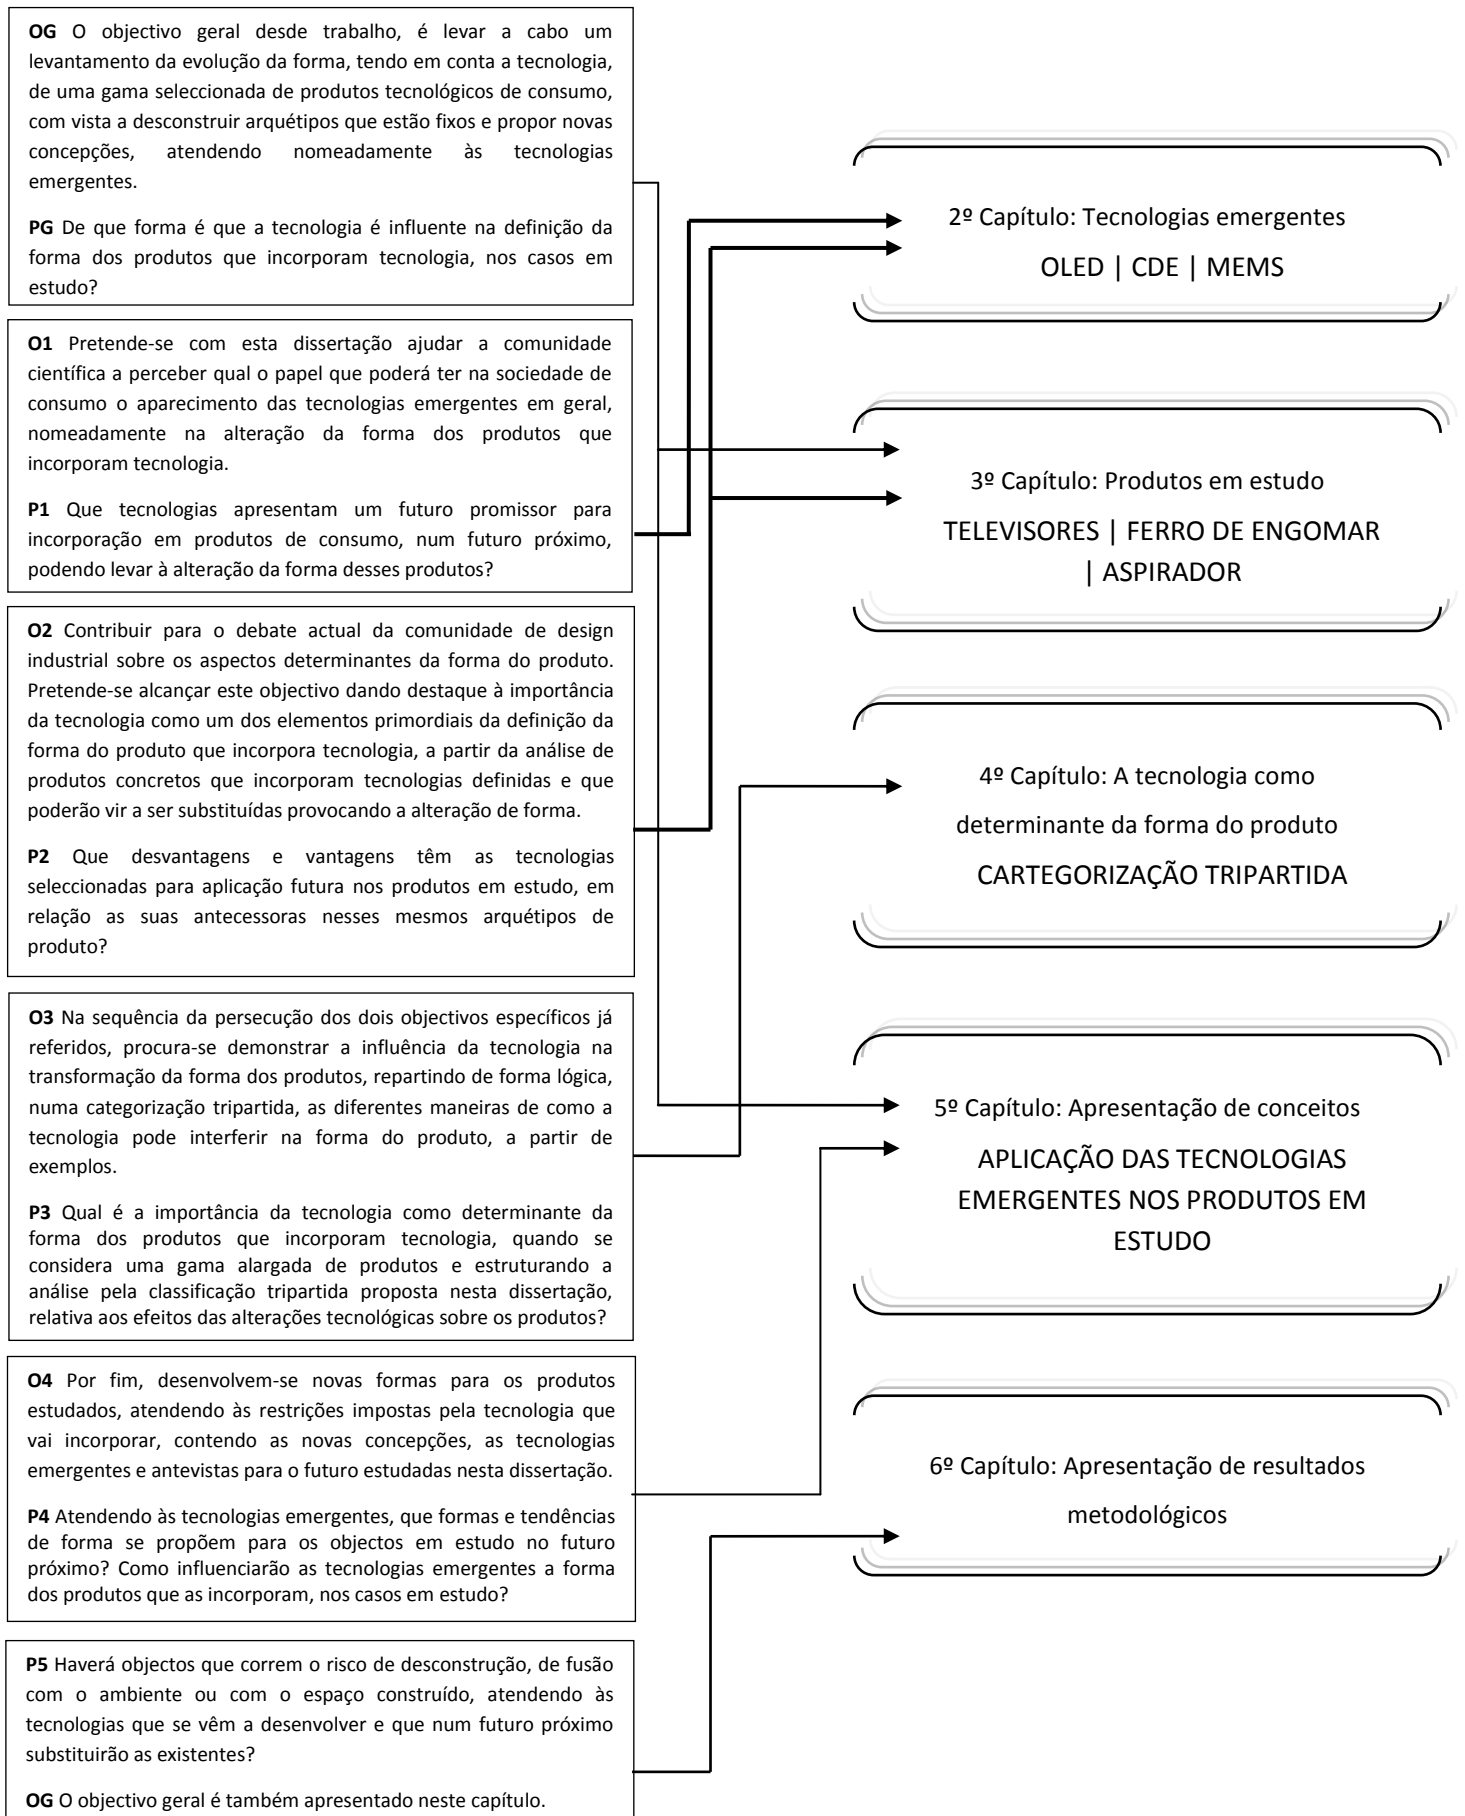 OG O objectivo geral desde trabalho, é levar a cabo um
levantamento da evolução da forma, tendo em conta a tecnologia,
de uma gama seleccionada de produtos tecnológicos de consumo,
com vista a desconstruir arquétipos que estão fixos e propor novas
concepções, atendendo nomeadamente às tecnologias
emergentes.
PG De que forma é que a tecnologia é influente na definição da
forma dos produtos que incorporam tecnologia, nos casos em
estudo?
O1 Pretende-se com esta dissertação ajudar a comunidade
científica a perceber qual o papel que poderá ter na sociedade de
consumo o aparecimento das tecnologias emergentes em geral,
nomeadamente na alteração da forma dos produtos que
incorporam tecnologia.
P1 Que tecnologias apresentam um futuro promissor para
incorporação em produtos de consumo, num futuro próximo,
podendo levar à alteração da forma desses produtos?
O2 Contribuir para o debate actual da comunidade de design
industrial sobre os aspectos determinantes da forma do produto.
Pretende-se alcançar este objectivo dando destaque à importância
da tecnologia como um dos elementos primordiais da definição da
forma do produto que incorpora tecnologia, a partir da análise de
produtos concretos que incorporam tecnologias definidas e que
poderão vir a ser substituídas provocando a alteração de forma.
P2 Que desvantagens e vantagens têm as tecnologias
seleccionadas para aplicação futura nos produtos em estudo, em
relação as suas antecessoras nesses mesmos arquétipos de
produto?
O3 Na sequência da persecução dos dois objectivos específicos já
referidos, procura-se demonstrar a influência da tecnologia na
transformação da forma dos produtos, repartindo de forma lógica,
numa categorização tripartida, as diferentes maneiras de como a
tecnologia pode interferir na forma do produto, a partir de
exemplos.
P3 Qual é a importância da tecnologia como determinante da
forma dos produtos que incorporam tecnologia, quando se
considera uma gama alargada de produtos e estruturando a
análise pela classificação tripartida proposta nesta dissertação,
relativa aos efeitos das alterações tecnológicas sobre os produtos?
O4 Por fim, desenvolvem-se novas formas para os produtos
estudados, atendendo às restrições impostas pela tecnologia que
vai incorporar, contendo as novas concepções, as tecnologias
emergentes e antevistas para o futuro estudadas nesta dissertação.
P4 Atendendo às tecnologias emergentes, que formas e tendências
de forma se propõem para os objectos em estudo no futuro
próximo? Como influenciarão as tecnologias emergentes a forma
dos produtos que as incorporam, nos casos em estudo?
P5 Haverá objectos que correm o risco de desconstrução, de fusão
com o ambiente ou com o espaço construído, atendendo às
tecnologias que se vêm a desenvolver e que num futuro próximo
substituirão as existentes?
OG O objectivo geral é também apresentado neste capítulo.
2º Capítulo: Tecnologias emergentes
OLED | CDE | MEMS
3º Capítulo: Produtos em estudo
TELEVISORES | FERRO DE ENGOMAR
| ASPIRADOR
4º Capítulo: A tecnologia como
determinante da forma do produto
CARTEGORIZAÇÃO TRIPARTIDA
5º Capítulo: Apresentação de conceitos
APLICAÇÃO DAS TECNOLOGIAS
EMERGENTES NOS PRODUTOS EM
ESTUDO
6º Capítulo: Apresentação de resultados
metodológicos